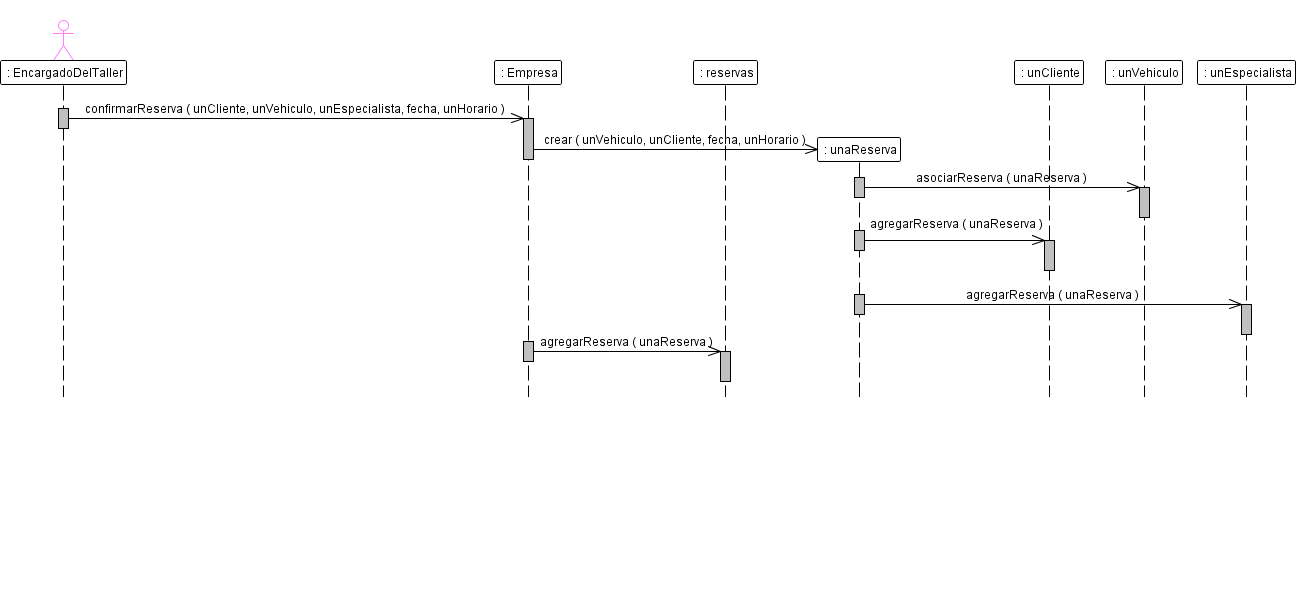 : EncargadoDelTaller
: Empresa
: reservas
: unCliente
: unVehiculo
: unEspecialista
confirmarReserva ( unCliente, unVehiculo, unEspecialista, fecha, unHorario )
crear ( unVehiculo, unCliente, fecha, unHorario )
: unaReserva
asociarReserva ( unaReserva )
agregarReserva ( unaReserva )
agregarReserva ( unaReserva )
agregarReserva ( unaReserva )